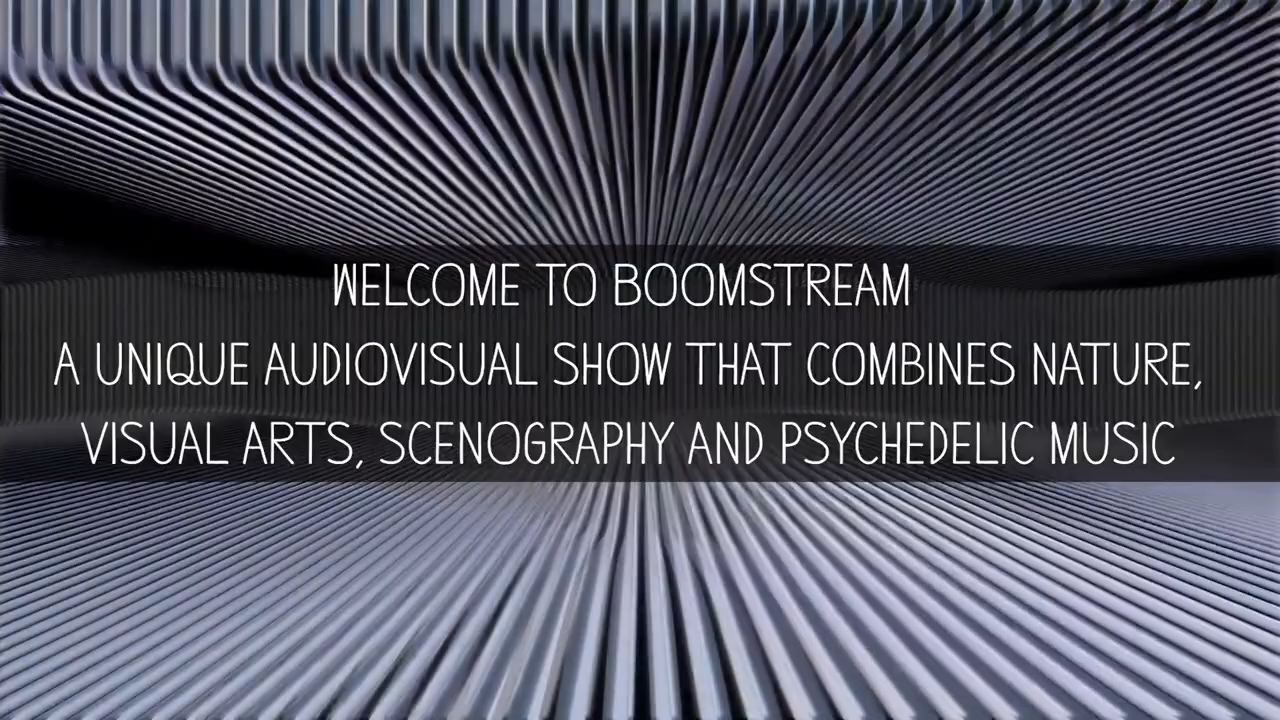 WELCOME TO BOOMSTREAM
A UNIQUE AUDIOVISUAL SHOW THAT COMBINES NATURE,
VISUAL ARTS, SCENOGRAPHY AND PSYCHEDELIC MUSIC